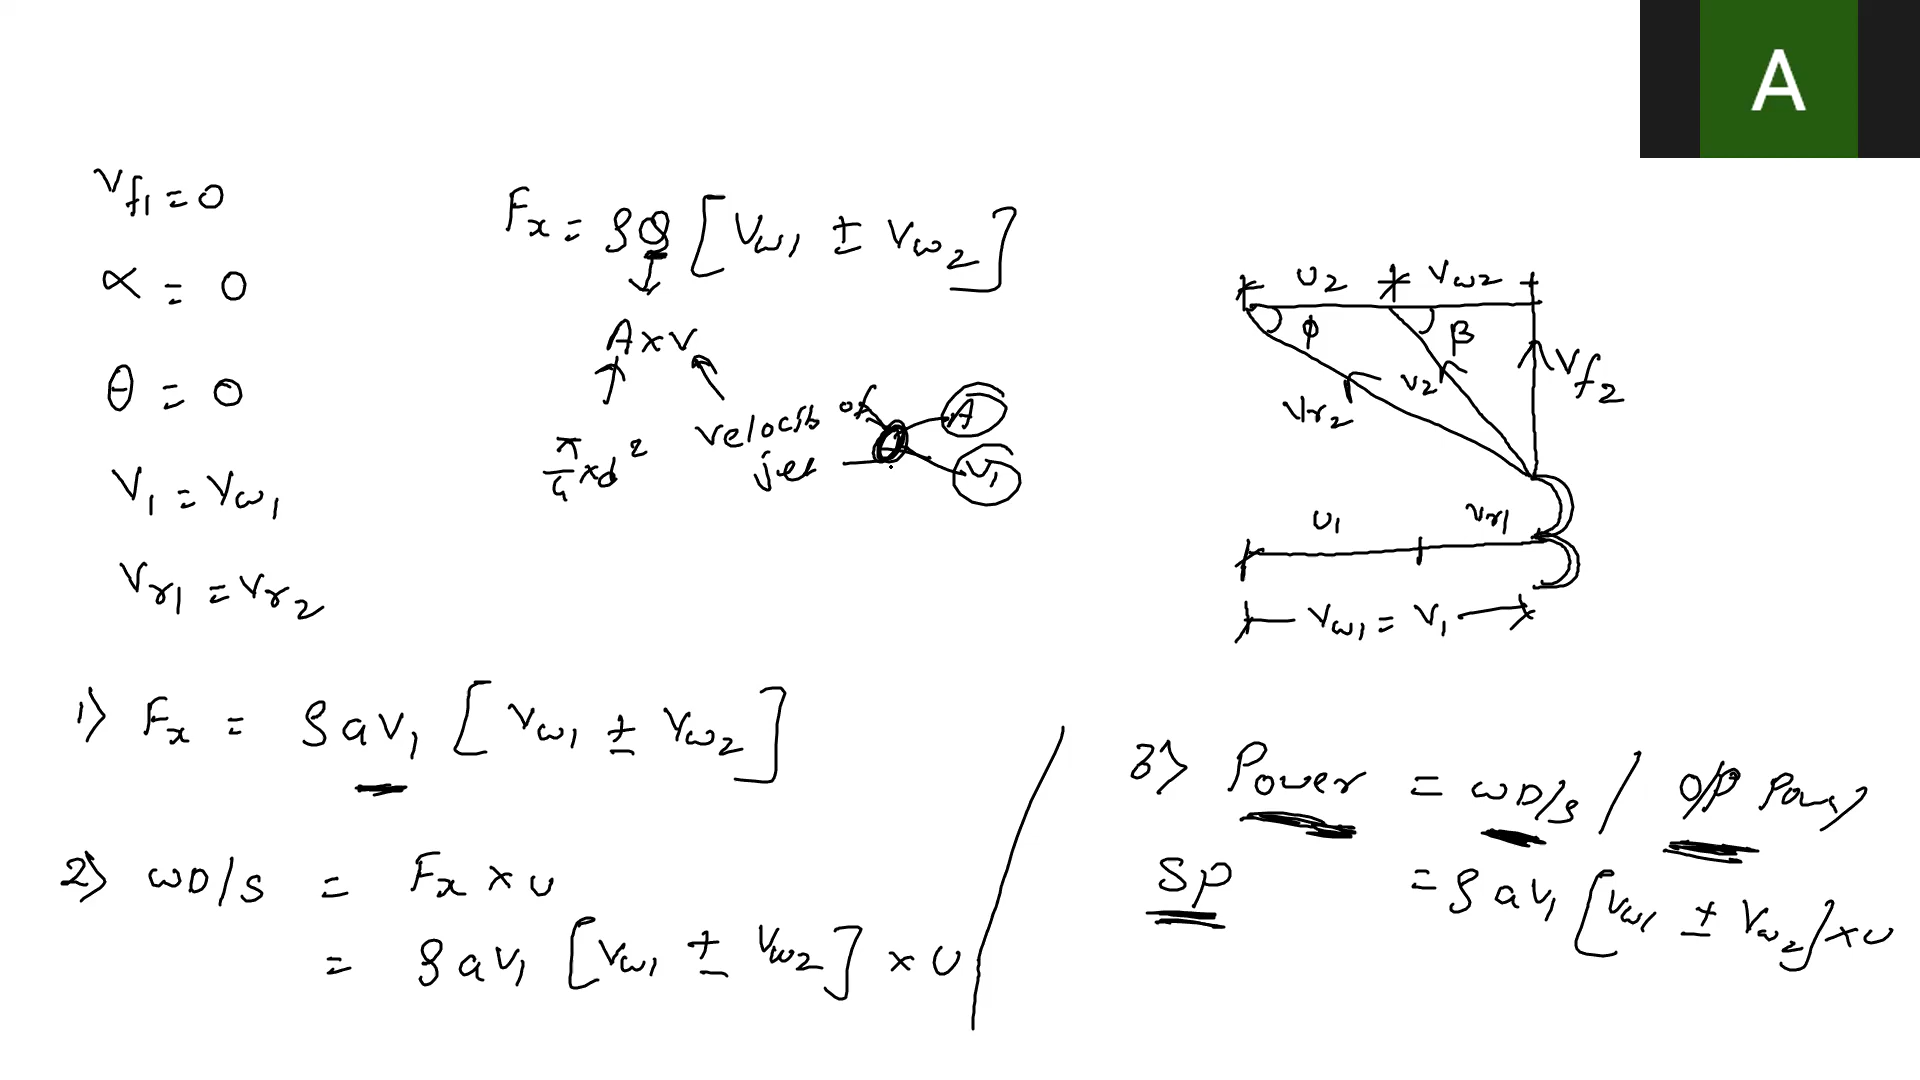 A
Vf1 = 0
α = 0
θ = 0
V1 = Vw1
Vr1 = Vr2
Fx = ρQ [Vw1 ± Vw2]
A × V
π/4 × d²
velocity of
jet
A
V1
U2 Vw2
ϕ β
Vr2 V2 Vf2
U1 Vr1
Vw1 = V1
1) Fx = ρaV1 [Vw1 ± Vw2]
2) WD/S = Fx × U
= ρaV1 [Vw1 ± Vw2] × U
3) Power = WD/S / O/P Power
SP = ρaV1 [Vw1 ± Vw2] × U